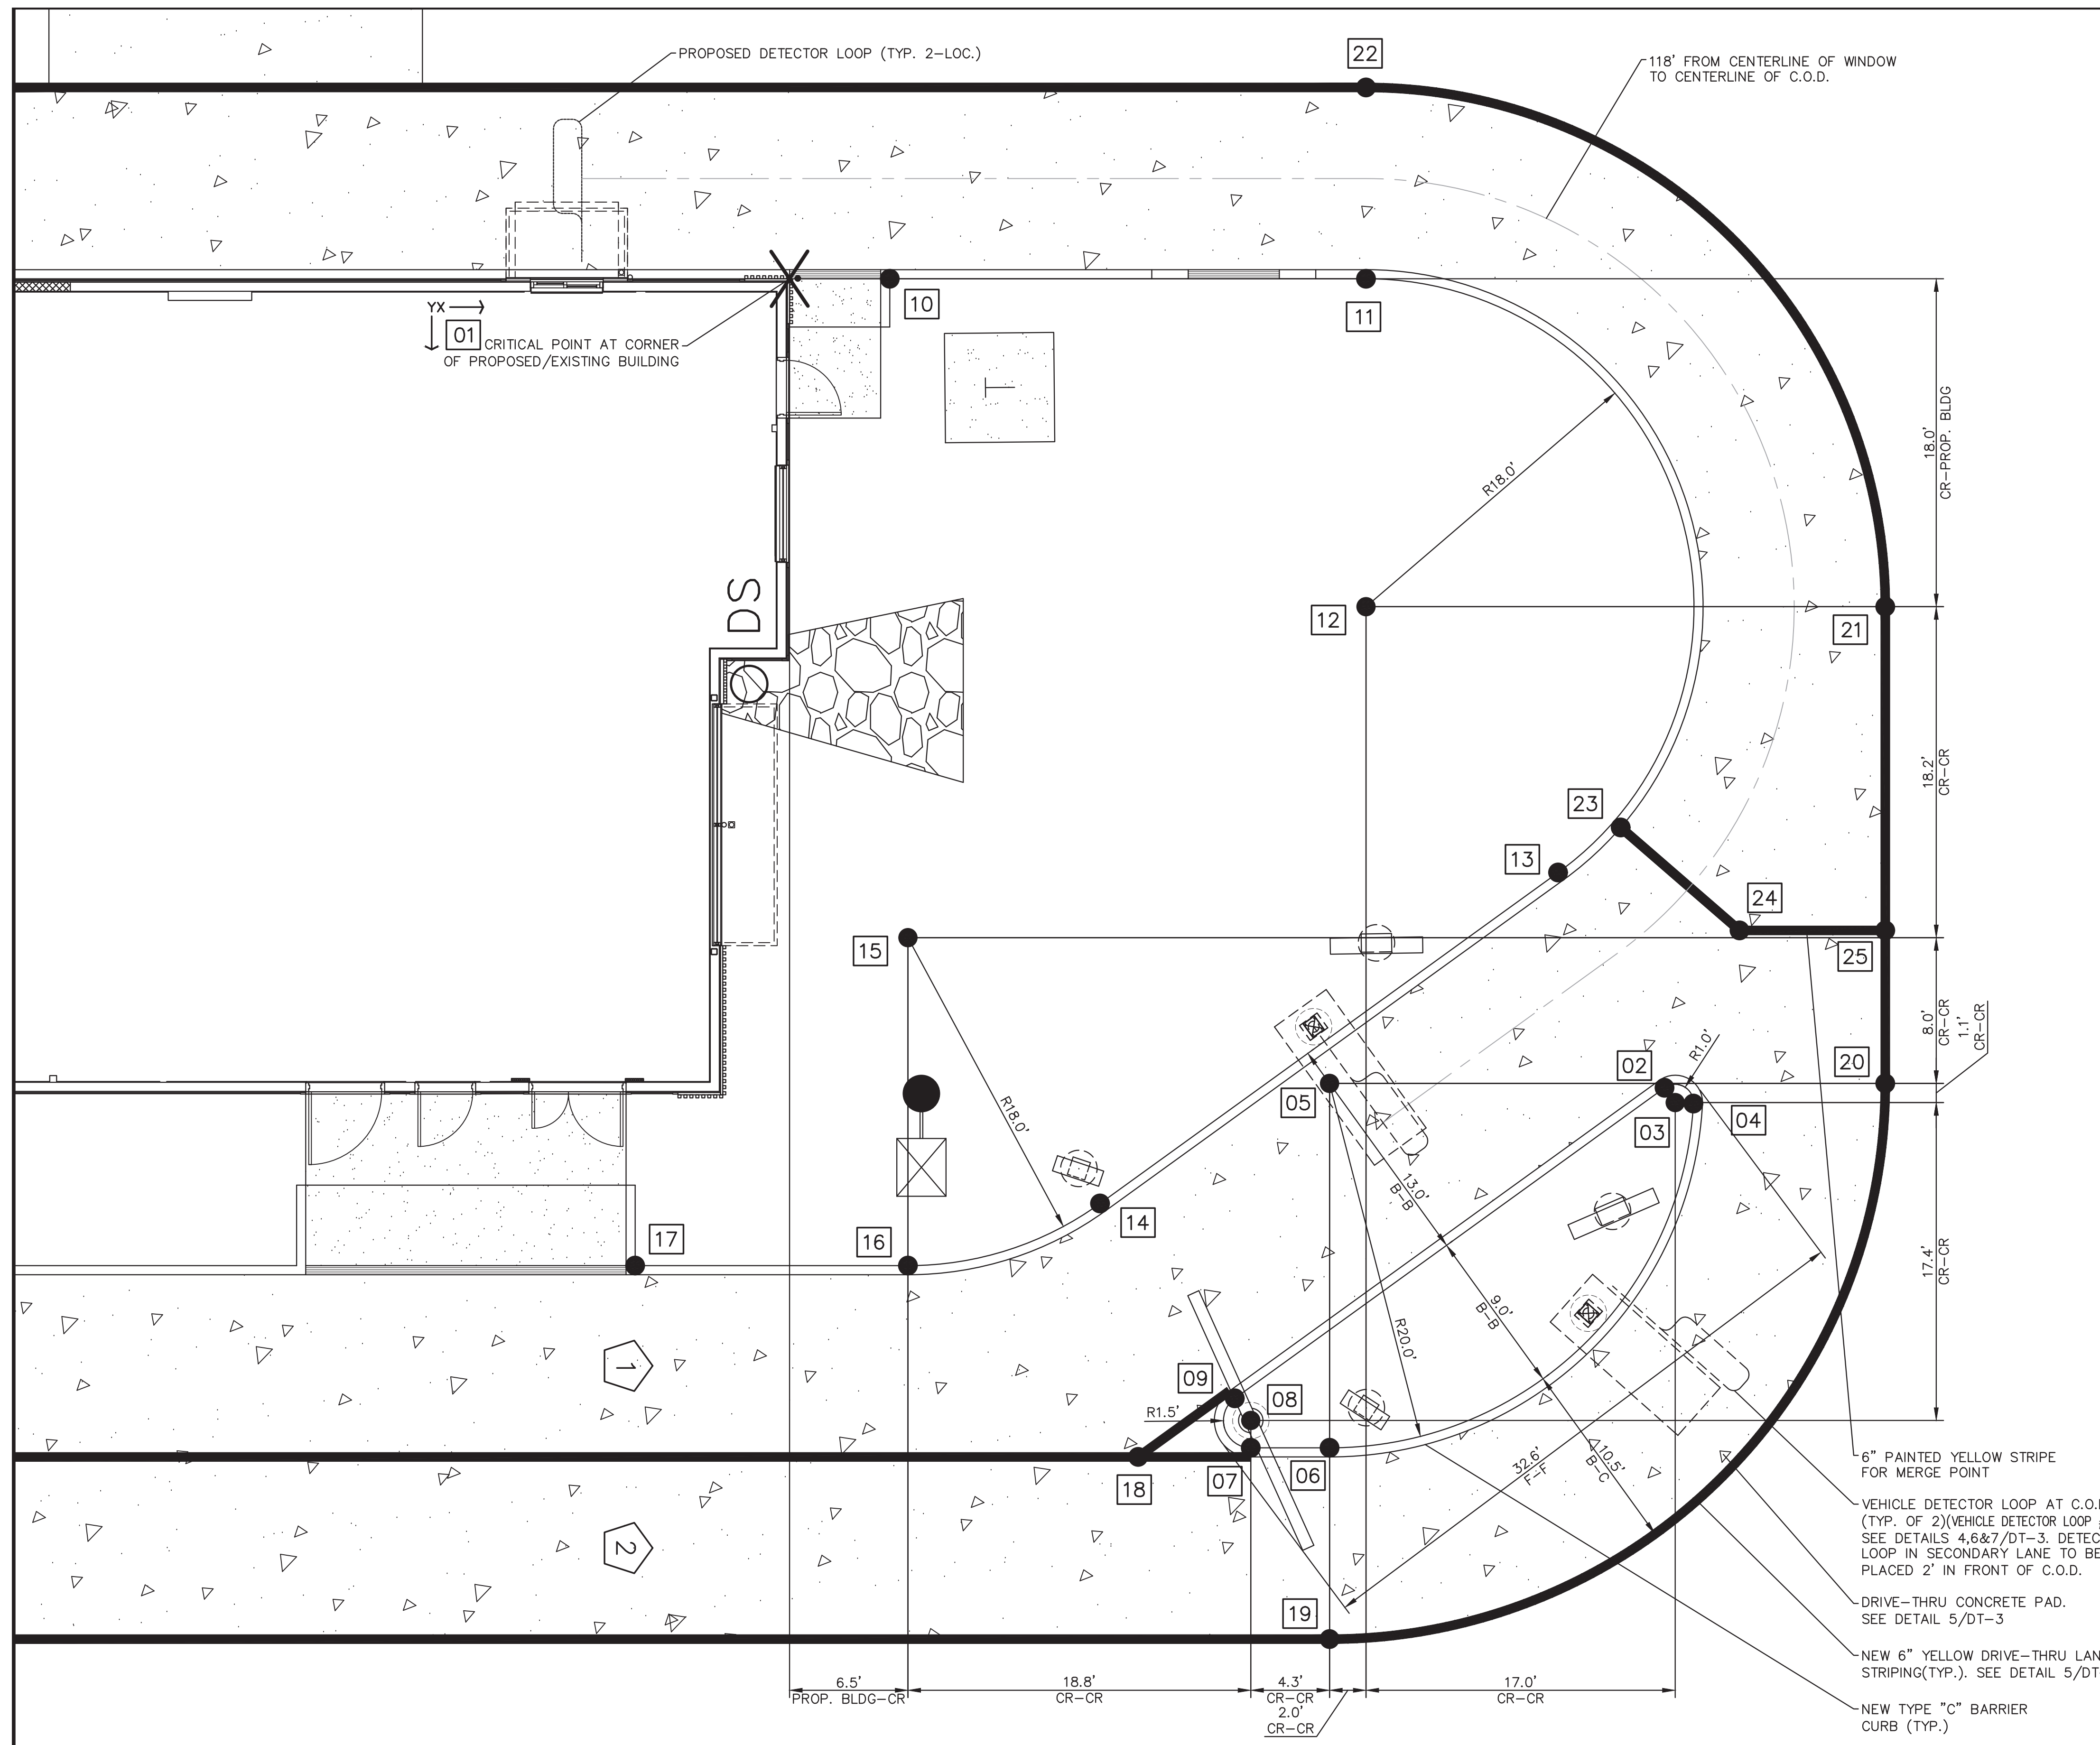 PROPOSED DETECTOR LOOP (TYP. 2-LOC.)
22
118' FROM CENTERLINE OF WINDOW
TO CENTERLINE OF C.O.D.
YX
01
CRITICAL POINT AT CORNER
OF PROPOSED/EXISTING BUILDING
10
11
T
18.0'
CR-PROP. BLDG
R18.0'
DS
12
21
18.2'
CR-CR
23
13
24
15
25
8.0'
CR-CR
1.1'
CR-CR
R18.0'
05
02
R1.0'
20
03
04
13.0'
B-B
14
17
16
17.4'
CR-CR
9.0'
B-B
R20.0'
1
09
08
R1.5'
32.6'
F-F
10.5'
B-C
18
07
06
2
19
6" PAINTED YELLOW STRIPE
FOR MERGE POINT
VEHICLE DETECTOR LOOP AT C.O.
(TYP. OF 2)(VEHICLE DETECTOR LOOP
SEE DETAILS 4,6&7/DT-3. DETEC
LOOP IN SECONDARY LANE TO BE
PLACED 2' IN FRONT OF C.O.D.
DRIVE-THRU CONCRETE PAD.
SEE DETAIL 5/DT-3
NEW 6" YELLOW DRIVE-THRU LAN
STRIPING(TYP.). SEE DETAIL 5/DT
NEW TYPE "C" BARRIER
CURB (TYP.)
6.5'
PROP. BLDG-CR
18.8'
CR-CR
4.3'
CR-CR
2.0'
CR-CR
17.0'
CR-CR